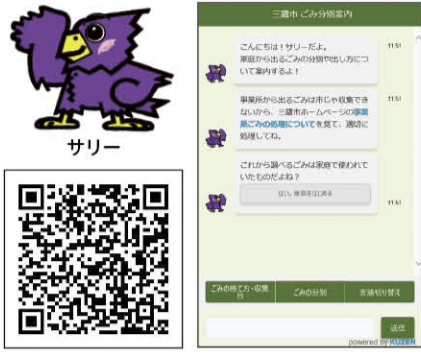 サリー
三鷹市 ごみ分別案内
こんにちは！サリーだよ。
家庭から出るごみの分別や出し方につ
いて案内するよ！
11:51
事業所から出るごみは市じゃ収集でき
ないから、三鷹市ホームページの事業
系ごみの処理についてを見て、適切に
処理してね。
11:51
これから調べるごみは家庭で使われて
いたものだよね？
はい、検索をはじめる
11:51
ごみの捨て方・収集
日
ごみの分別
言語切り替え
送信
powered by KUZEN